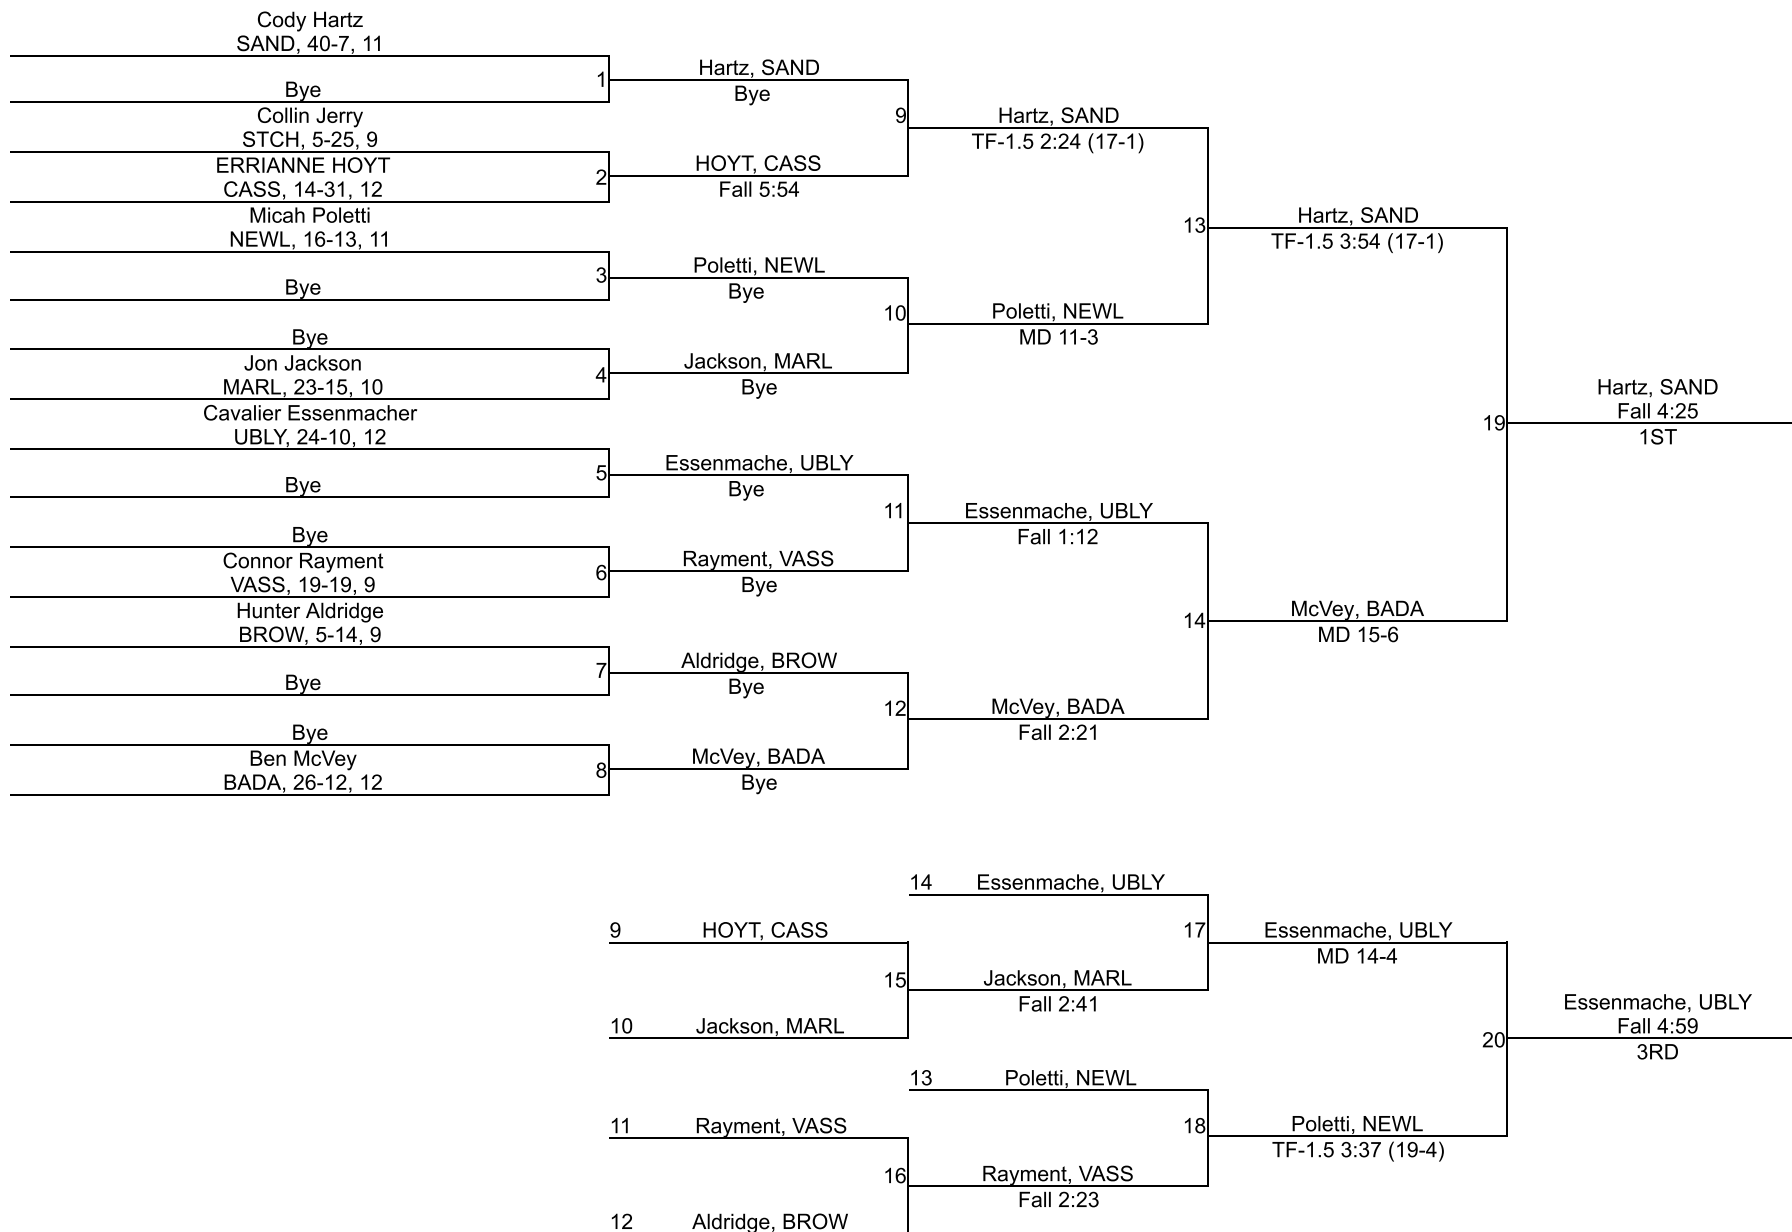 Cody Hartz
SAND, 40-7, 11
1
Bye
Hartz, SAND
Bye
Collin Jerry
STCH, 5-25, 9
9
Hartz, SAND
TF-1.5 2:24 (17-1)
ERRIANNE HOYT
CASS, 14-31, 12
2
HOYT, CASS
Fall 5:54
Micah Poletti
NEWL, 16-13, 11
13
Hartz, SAND
TF-1.5 3:54 (17-1)
3
Bye
Poletti, NEWL
Bye
10
Poletti, NEWL
MD 11-3
Bye
Jon Jackson
MARL, 23-15, 10
4
Jackson, MARL
Bye
Cavalier Essenmacher
UBLY, 24-10, 12
19
Hartz, SAND
Fall 4:25
1ST
5
Bye
Essenmache, UBLY
Bye
11
Essenmache, UBLY
Fall 1:12
Bye
Connor Rayment
VASS, 19-19, 9
6
Rayment, VASS
Bye
Hunter Aldridge
BROW, 5-14, 9
14
McVey, BADA
MD 15-6
7
Bye
Aldridge, BROW
Bye
12
McVey, BADA
Fall 2:21
Bye
Ben McVey
BADA, 26-12, 12
8
McVey, BADA
Bye
14 Essenmache, UBLY
9 HOYT, CASS
17
Essenmache, UBLY
MD 14-4
15
Jackson, MARL
Fall 2:41
10 Jackson, MARL
20
Essenmache, UBLY
Fall 4:59
3RD
13 Poletti, NEWL
11 Rayment, VASS
18
Poletti, NEWL
TF-1.5 3:37 (19-4)
16
Rayment, VASS
Fall 2:23
12 Aldridge, BROW